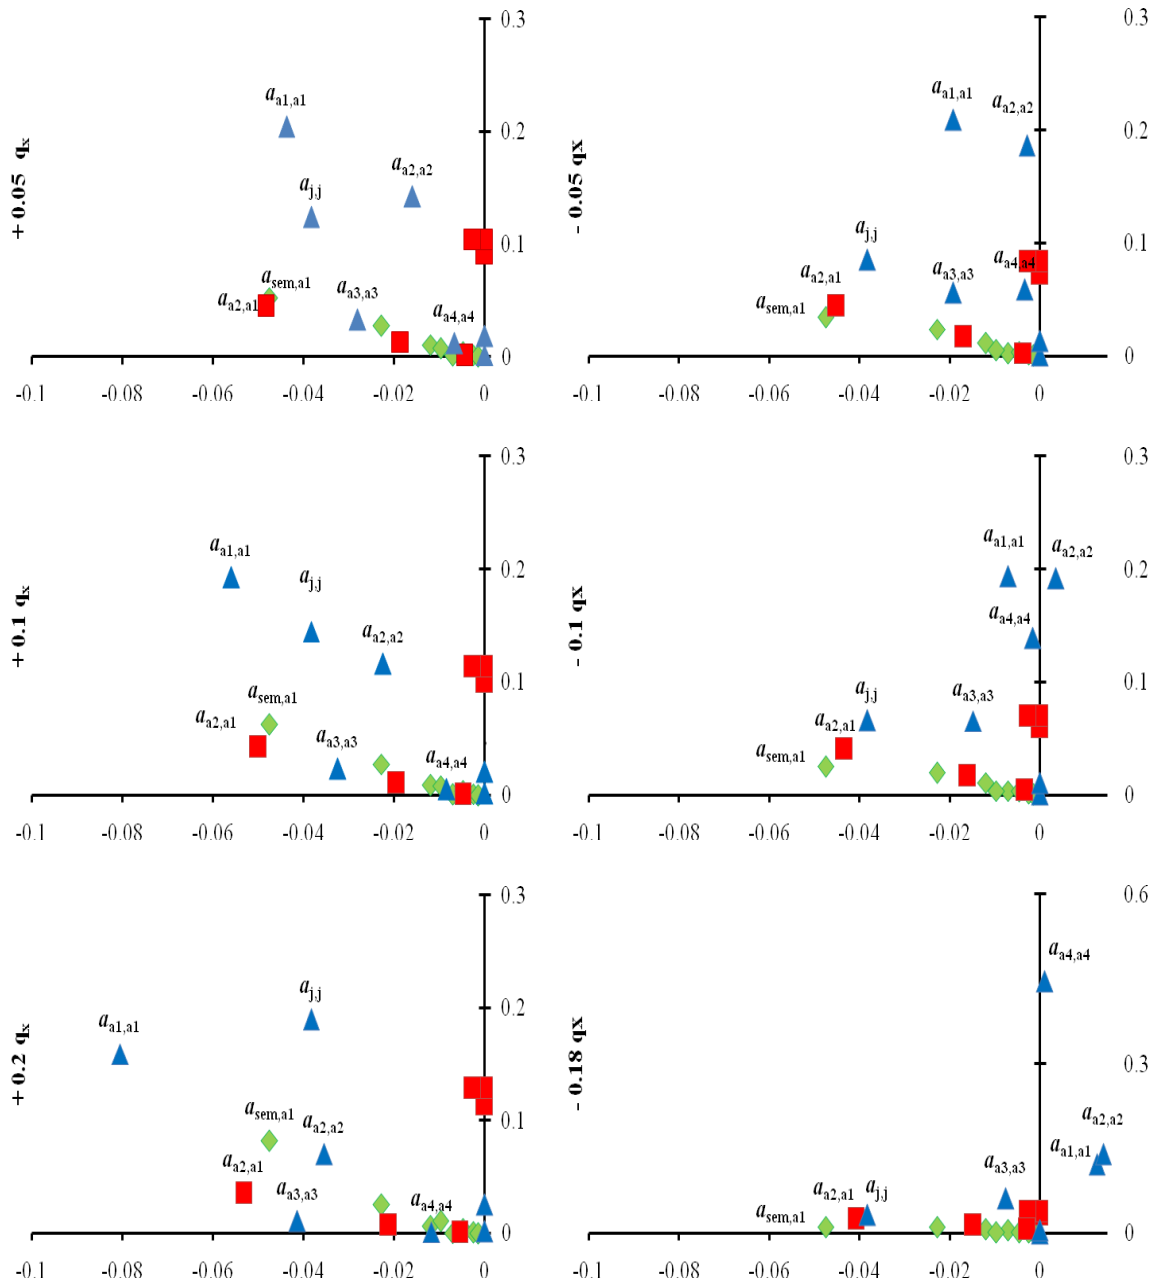 + 0.05 qx
0.3
0.2
0.1
0
-0.1
-0.08
-0.06
-0.04
-0.02
0
aa1,a1
aj,j
aa2,a2
asem,a1
aa2,a1
aa3,a3
aa4,a4
- 0.05 qx
0.3
0.2
0.1
0
-0.1
-0.08
-0.06
-0.04
-0.02
0
aa1,a1
aa2,a2
aj,j
aa2,a1
aa3,a3
aa4,a4
asem,a1
+ 0.1 qx
0.3
0.2
0.1
0
-0.1
-0.08
-0.06
-0.04
-0.02
0
aa1,a1
aj,j
aa2,a2
asem,a1
aa2,a1
aa3,a3
aa4,a4
- 0.1 qx
0.3
0.2
0.1
0
-0.1
-0.08
-0.06
-0.04
-0.02
0
aa1,a1
aa2,a2
aa4,a4
aj,j
aa3,a3
aa2,a1
asem,a1
+ 0.2 qx
0.3
0.2
0.1
0
-0.1
-0.08
-0.06
-0.04
-0.02
0
aj,j
aa1,a1
asem,a1
aa2,a2
aa2,a1
aa3,a3
aa4,a4
- 0.18 qx
0.6
0.3
0
-0.1
-0.08
-0.06
-0.04
-0.02
0
aa4,a4
aa2,a2
aa1,a1
aa3,a3
aa2,a1
aj,j
asem,a1